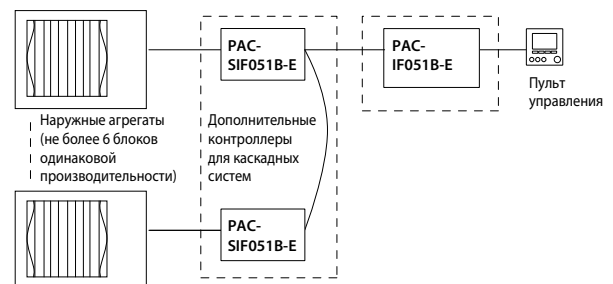 PAC-
SIF051B-E
PAC-
IF051B-E
Пульт
управления
Наружные агрегаты
(не более 6 блоков
одинаковой
производительности)
Дополнительные
контроллеры
для каскадных
систем
PAC-
SIF051B-E